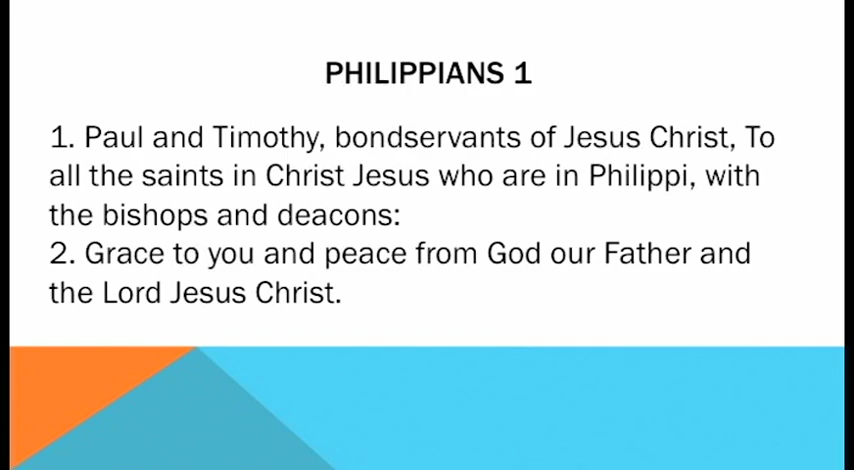 PHILIPPIANS 1
1. Paul and Timothy, bondservants of Jesus Christ, To
all the saints in Christ Jesus who are in Philippi, with
the bishops and deacons:
2. Grace to you and peace from God our Father and
the Lord Jesus Christ.